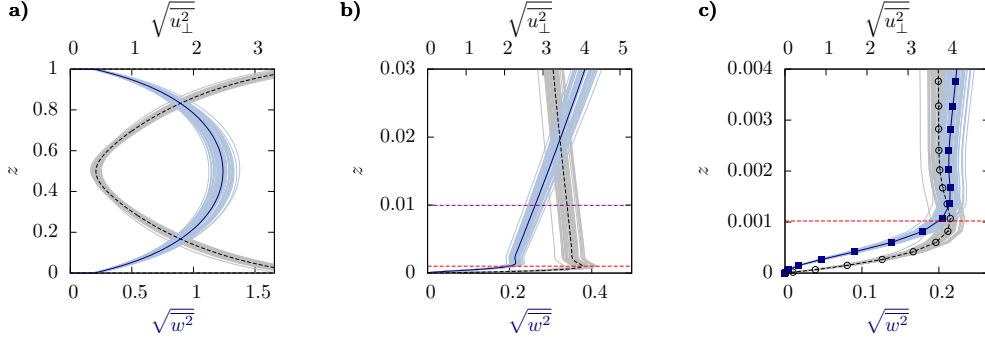 a)
√u⊥²
0 1 2 3
1
0.8
0.6
0.4
0.2
0
z
0 0.5 1 1.5
√w²
b)
√u⊥²
0 1 2 3 4 5
0.03
0.02
0.01
0
z
0 0.2 0.4
√w²
c)
√u⊥²
0 1 2 3 4
0.004
0.003
0.002
0.001
0
z
0 0.1 0.2
√w²